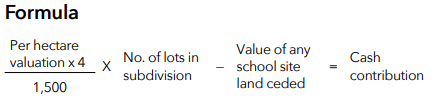 Formula
Per hectare
valuation x 4
1,500
X
No. of lots in
subdivision
–
Value of any
school site
land ceded
=
Cash
contribution